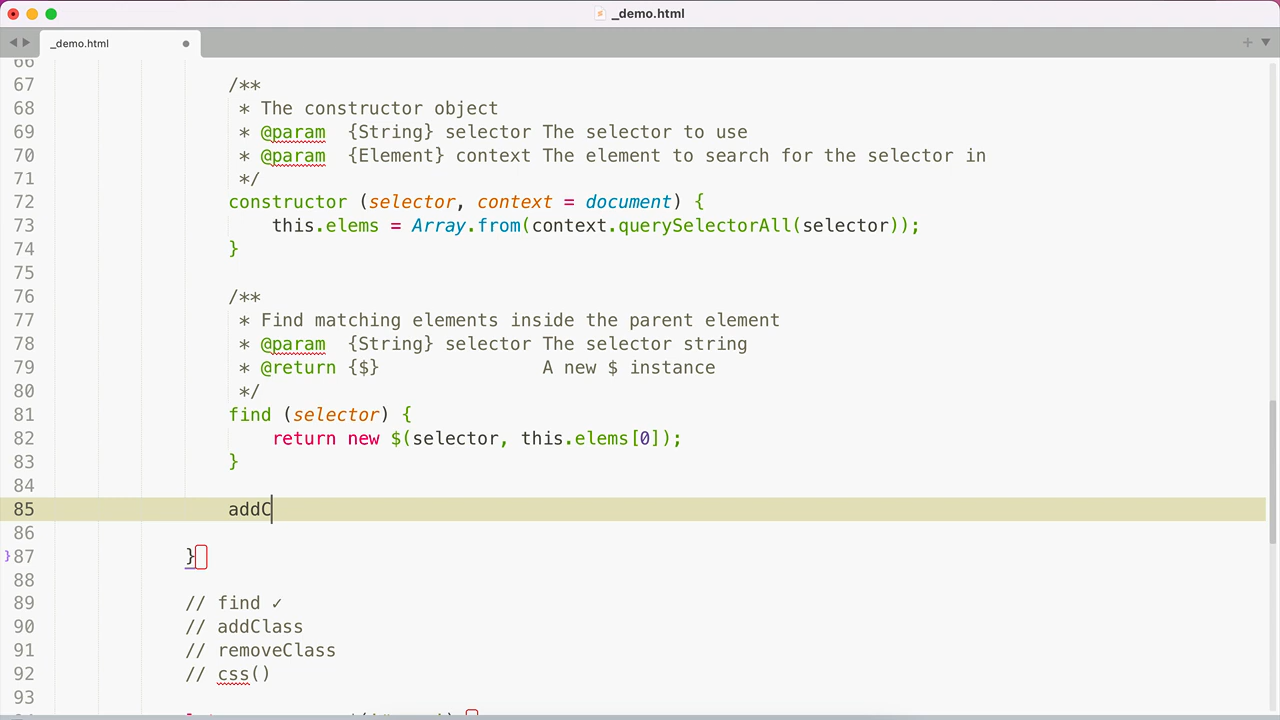 _demo.html
_demo.html
66
67 /**
68 * The constructor object
69 * @param {String} selector The selector to use
70 * @param {Element} context The element to search for the selector in
71 */
72 constructor (selector, context = document) {
73 this.elems = Array.from(context.querySelectorAll(selector));
74 }
75
76 /**
77 * Find matching elements inside the parent element
78 * @param {String} selector The selector string
79 * @return {$} A new $ instance
80 */
81 find (selector) {
82 return new $(selector, this.elems[0]);
83 }
84
85 addC
86
87 }
88
89 // find ✓
90 // addClass
91 // removeClass
92 // css()
93